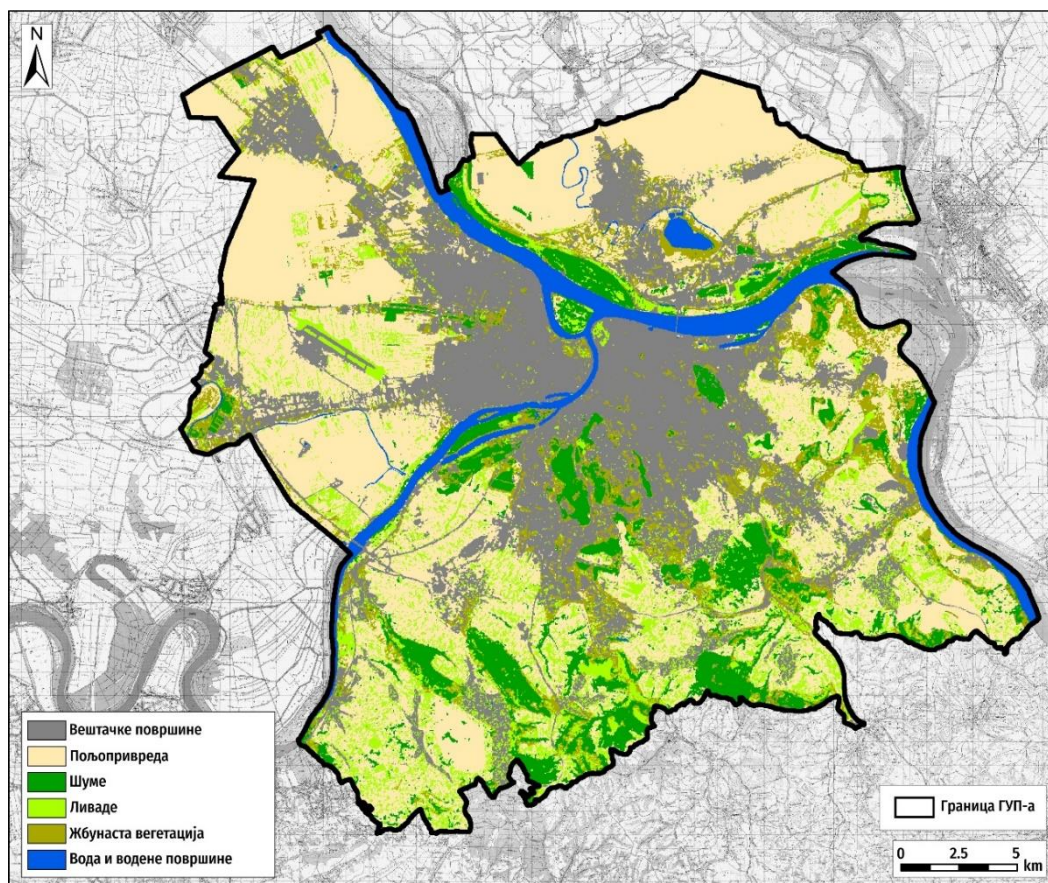 N
Вештачке површине
Пољопривреда
Шуме
Ливаде
Жбунаста вегетација
Вода и водене површине
Граница ГУП-а
0 2.5 5
km